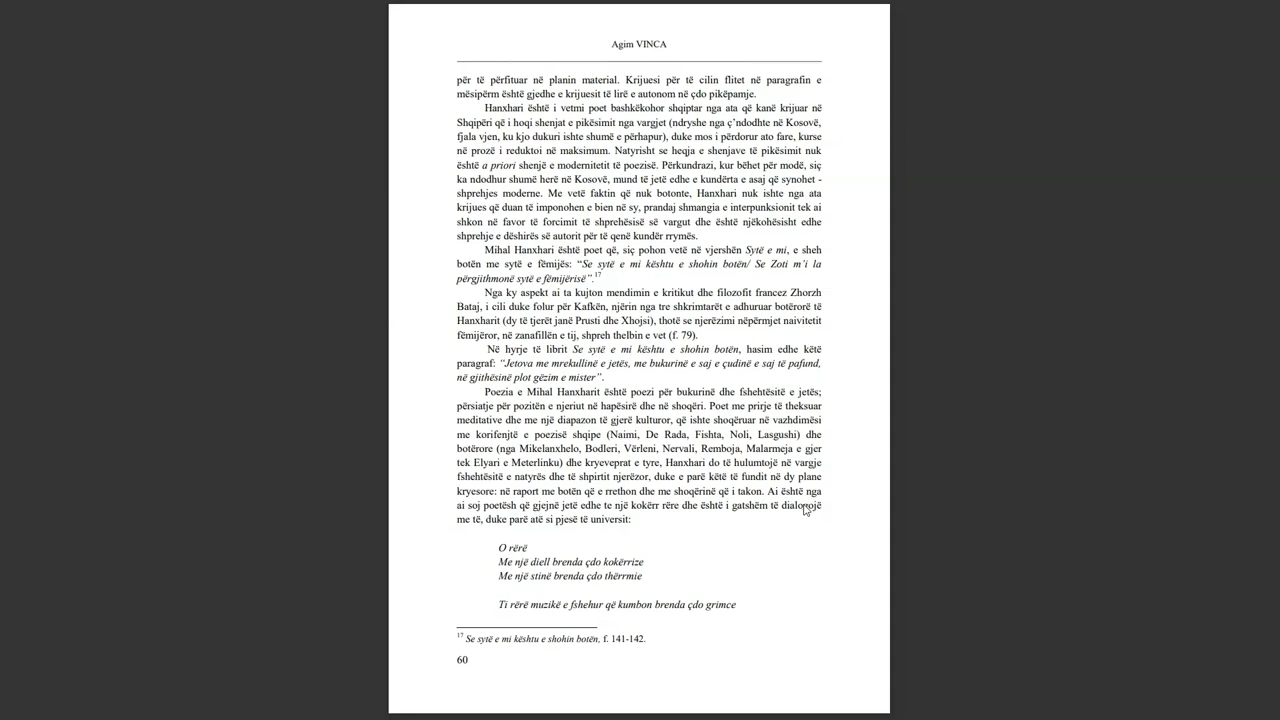 Agim VINCA
për të përfituar në planin material. Krijuesi për të cilin flitet në paragrafin e
mësipërm është gjedhe e krijuesit të lirë e autonom në çdo pikëpamje.
Hanxhari është i vetmi poet bashkëkohor shqiptar nga ata që kanë krijuar në
Shqipëri që i hoqi shenjat e pikësimit nga vargjet (ndryshe nga ç’ndodhte në Kosovë,
fjala vjen, ku kjo dukuri ishte shumë e përhapur), duke mos i përdorur ato fare, kurse
në prozë i reduktoi në maksimum. Natyrisht se heqja e shenjave të pikësimit nuk
është a priori shenjë e modernitetit të poezisë. Përkundrazi, kur bëhet për modë, siç
ka ndodhur shumë herë në Kosovë, mund të jetë edhe e kundërta e asaj që synohet -
shprehjes moderne. Me vetë faktin që nuk botonte, Hanxhari nuk ishte nga ata
krijues që duan të imponohen e bien në sy, prandaj shmangia e interpunksionit tek ai
shkon në favor të forcimit të shprehësisë së vargut dhe është njëkohësisht edhe
shprehje e dëshirës së autorit për të qenë kundër rrymës.
Mihal Hanxhari është poet që, siç pohon vetë në vjershën Sytë e mi, e sheh
botën me sytë e fëmijës: “Se sytë e mi kështu e shohin botën/ Se Zoti m’i la
përgjithmonë sytë e fëmijërisë”.17
Nga ky aspekt ai ta kujton mendimin e kritikut dhe filozofit francez Zhorzh
Bataj, i cili duke folur për Kafkën, njërin nga tre shkrimtarët e adhuruar botërorë të
Hanxharit (dy të tjerët janë Prusti dhe Xhojsi), thotë se njerëzimi nëpërmjet naivitetit
fëmijëror, në zanafillën e tij, shpreh thelbin e vet (f. 79).
Në hyrje të librit Se sytë e mi kështu e shohin botën, hasim edhe këtë
paragraf: “Jetova me mrekullinë e jetës, me bukurinë e saj e çudinë e saj të pafund,
në gjithësinë plot gëzim e mister”.
Poezia e Mihal Hanxharit është poezi për bukurinë dhe fshehtësitë e jetës;
përsiatje për pozitën e njeriut në hapësirë dhe në shoqëri. Poet me prirje të theksuar
meditative dhe me një diapazon të gjerë kulturor, që ishte shoqëruar në vazhdimësi
me korifenjtë e poezisë shqipe (Naimi, De Rada, Fishta, Noli, Lasgushi) dhe
botërore (nga Mikelanxhelo, Bodleri, Vërleni, Nervali, Remboja, Malarmeja e gjer
tek Elyari e Meterlinku) dhe kryeveprat e tyre, Hanxhari do të hulumtojë në vargje
fshehtësitë e natyrës dhe të shpirtit njerëzor, duke e parë këtë të fundit në dy plane
kryesore: në raport me botën që e rrethon dhe me shoqërinë që i takon. Ai është nga
ai soj poetësh që gjejnë jetë edhe te një kokërr rëre dhe është i gatshëm të dialogojë
me të, duke parë atë si pjesë të universit:
O rërë
Me një diell brenda çdo kokërrize
Me një stinë brenda çdo thërrmie
Ti rërë muzikë e fshehur që kumbon brenda çdo grimce
17 Se sytë e mi kështu e shohin botën, f. 141-142.
60